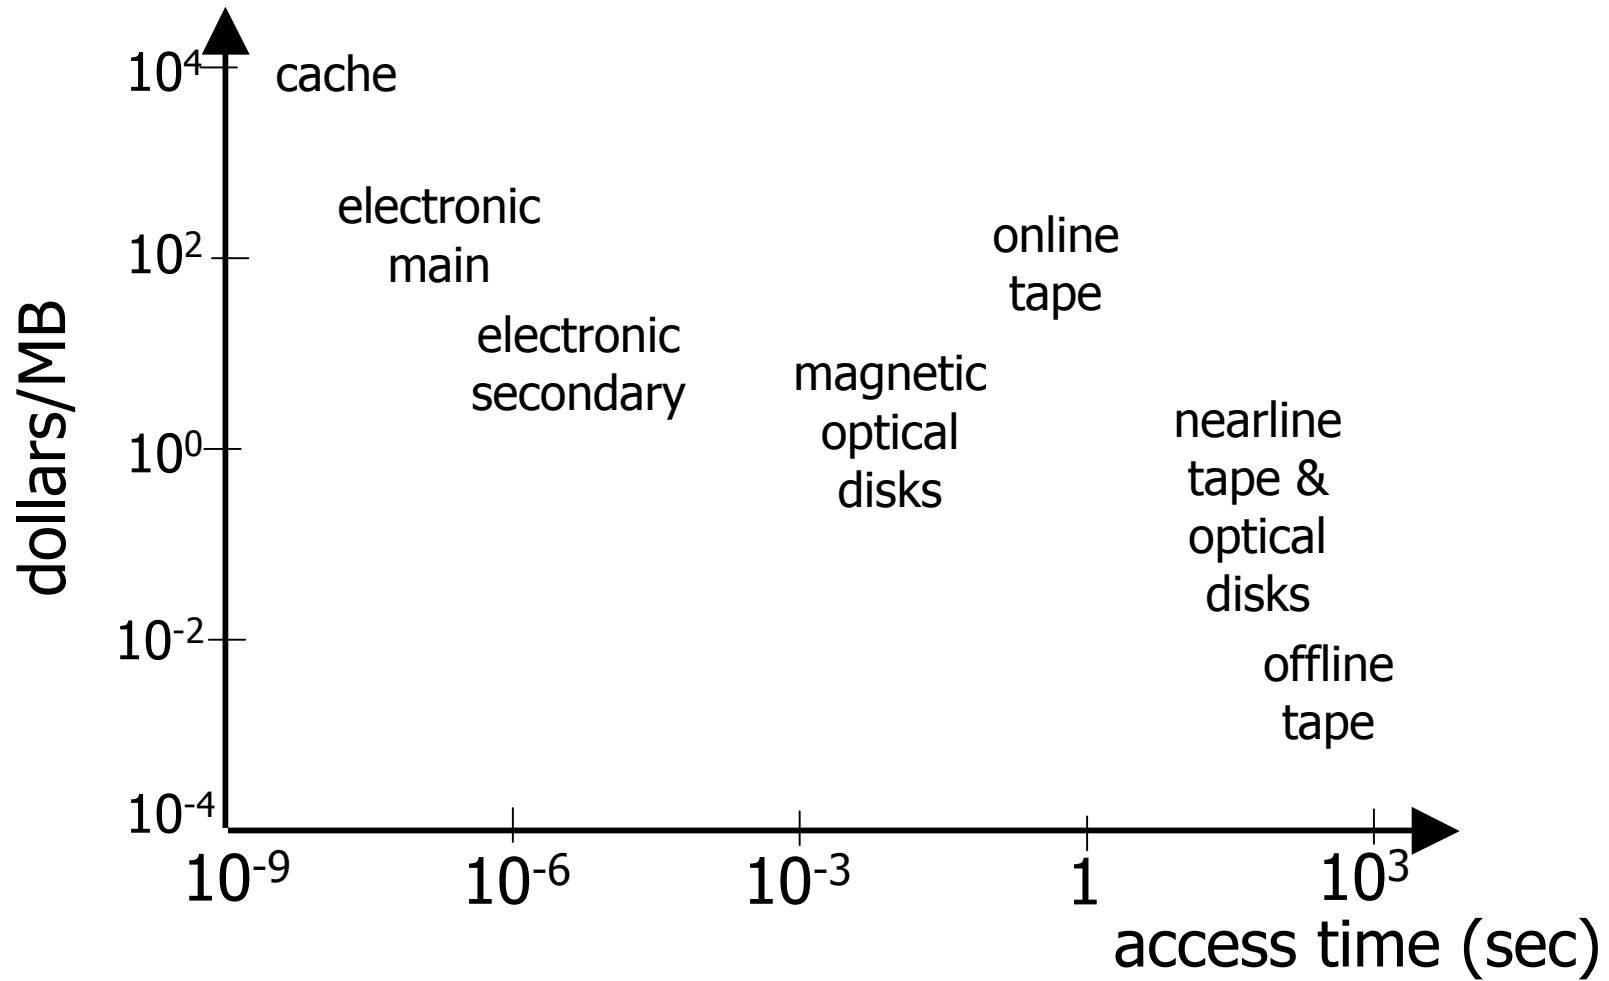 10⁴
cache
electronic
main
10²
online
tape
electronic
secondary
dollars/MB
magnetic
optical
disks
10⁰
nearline
tape &
optical
disks
10⁻²
offline
tape
10⁻⁴
10⁻⁹
10⁻⁶
10⁻³
1
10³
access time (sec)